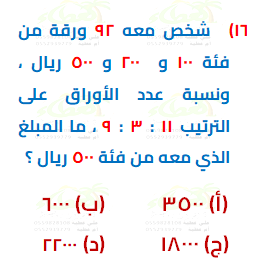 ١٦) شخص معه ٩٢ ورقة من
فئة ١٠٠ و ٢٠٠ و ٥٠٠ ريال ،
ونسبة عدد الأوراق على
الترتيب ١١ : ٣ : ٩ ، ما المبلغ
الذي معه من فئة ٥٠٠ ريال ؟
(أ) ٣٥٠٠ (ب) ٦٠٠٠
(ج) ١٨٠٠٠ (د) ٢٢٠٠٠